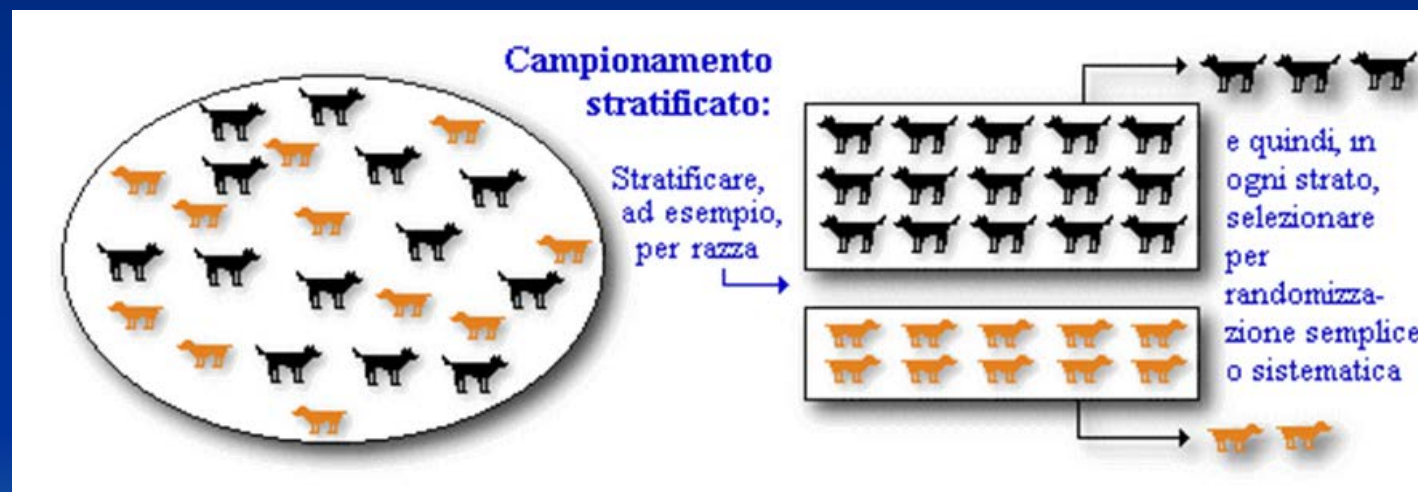 Campionamento
stratificato:
Stratificare,
ad esempio,
per razza
e quindi, in
ogni strato,
selezionare
per
randomizza-
zione semplice
o sistematica